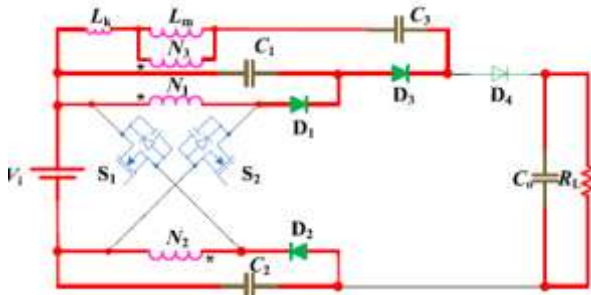 Lk Lm C3
* N3 C1
* N1 D1 D3 D4
Vi S1 S2 Co RL
N2 * D2
C2